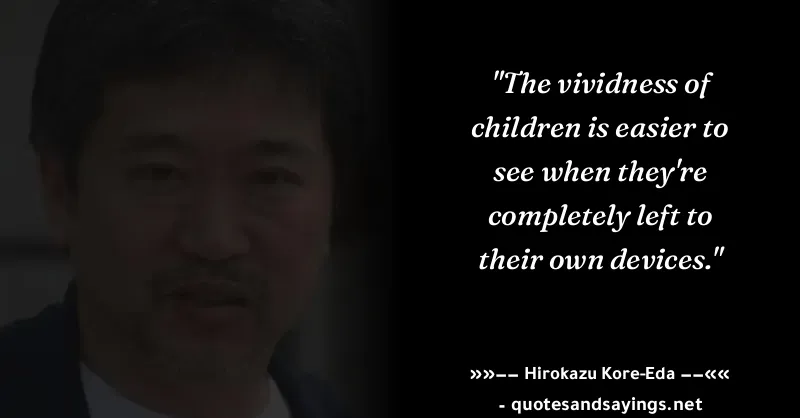 "The vividness of
children is easier to
see when they're
completely left to
their own devices."
»»–– Hirokazu Kore-Eda ––««
- quotesandsayings.net